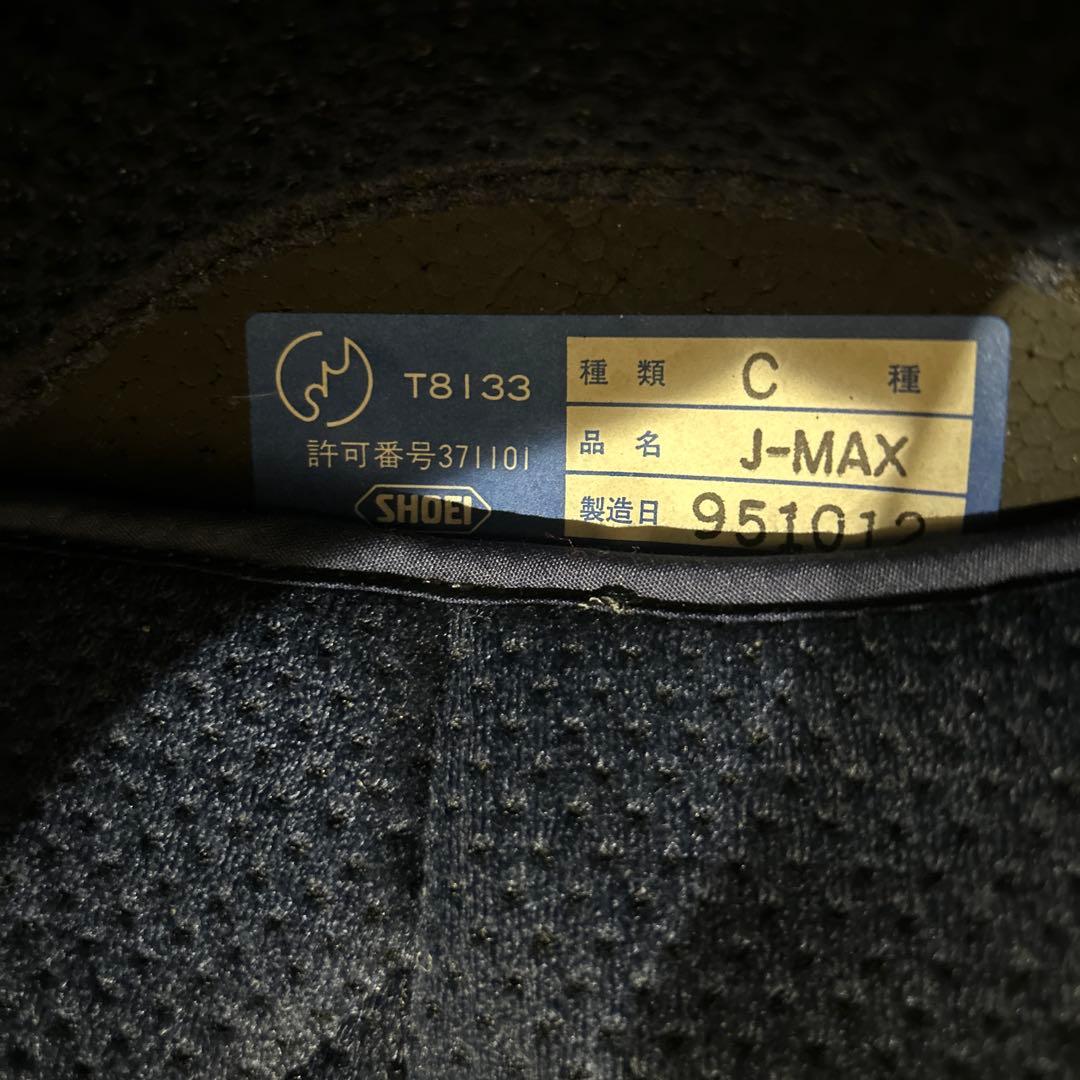 T8133
許可番号371101
SHOEI
種類 C 種
品名 J-MAX
製造日 951012